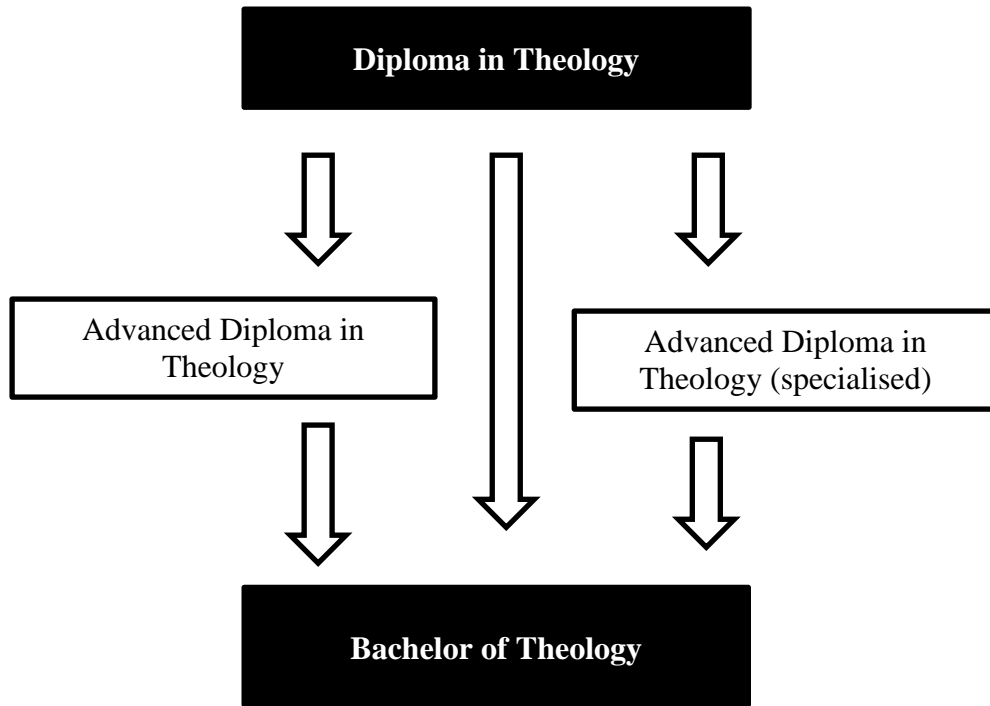 Diploma in Theology
Advanced Diploma in
Theology
Advanced Diploma in
Theology (specialised)
Bachelor of Theology